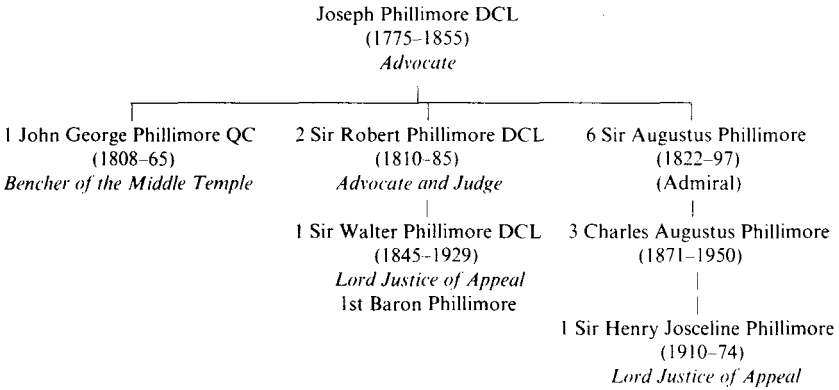 Joseph Phillimore DCL
(1775–1855)
Advocate
1 John George Phillimore QC
(1808–65)
Bencher of the Middle Temple
2 Sir Robert Phillimore DCL
(1810–85)
Advocate and Judge
6 Sir Augustus Phillimore
(1822–97)
(Admiral)
1 Sir Walter Phillimore DCL
(1845–1929)
Lord Justice of Appeal
1st Baron Phillimore
3 Charles Augustus Phillimore
(1871–1950)
1 Sir Henry Josceline Phillimore
(1910–74)
Lord Justice of Appeal